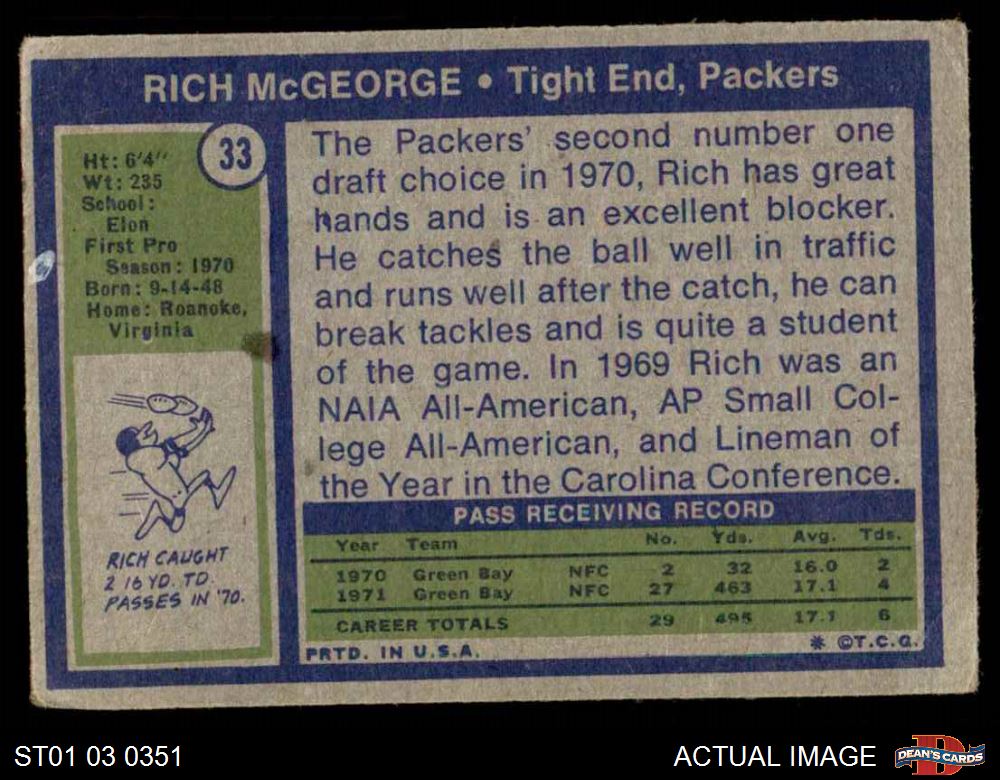 RICH McGEORGE • Tight End, Packers
33
Ht: 6'4"
Wt: 235
School:
Elon
First Pro
Season: 1970
Born: 9-14-48
Home: Roanoke,
Virginia
RICH CAUGHT
2 16 YD. TD.
PASSES IN '70.
The Packers' second number one
draft choice in 1970, Rich has great
hands and is an excellent blocker.
He catches the ball well in traffic
and runs well after the catch, he can
break tackles and is quite a student
of the game. In 1969 Rich was an
NAIA All-American, AP Small Col-
lege All-American, and Lineman of
the Year in the Carolina Conference.
PASS RECEIVING RECORD
Year Team No. Yds. Avg. Tds.
1970 Green Bay NFC 2 32 16.0 2
1971 Green Bay NFC 27 463 17.1 4
CAREER TOTALS 29 495 17.1 6
PRTD. IN U.S.A. * ©T.C.G.
ST01 03 0351 ACTUAL IMAGE DEAN'S CARDS